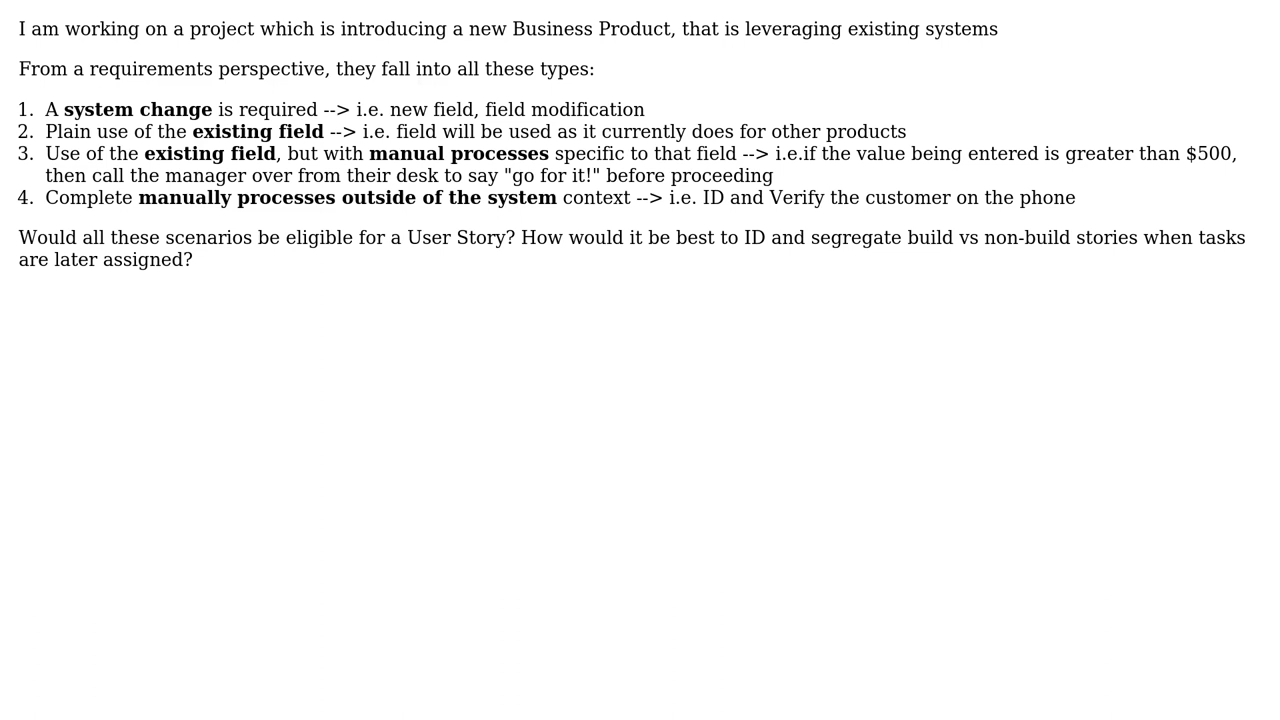 I am working on a project which is introducing a new Business Product, that is leveraging existing systems
From a requirements perspective, they fall into all these types:
1. A system change is required --> i.e. new field, field modification
2. Plain use of the existing field --> i.e. field will be used as it currently does for other products
3. Use of the existing field, but with manual processes specific to that field --> i.e.if the value being entered is greater than $500,
then call the manager over from their desk to say "go for it!" before proceeding
4. Complete manually processes outside of the system context --> i.e. ID and Verify the customer on the phone
Would all these scenarios be eligible for a User Story? How would it be best to ID and segregate build vs non-build stories when tasks
are later assigned?